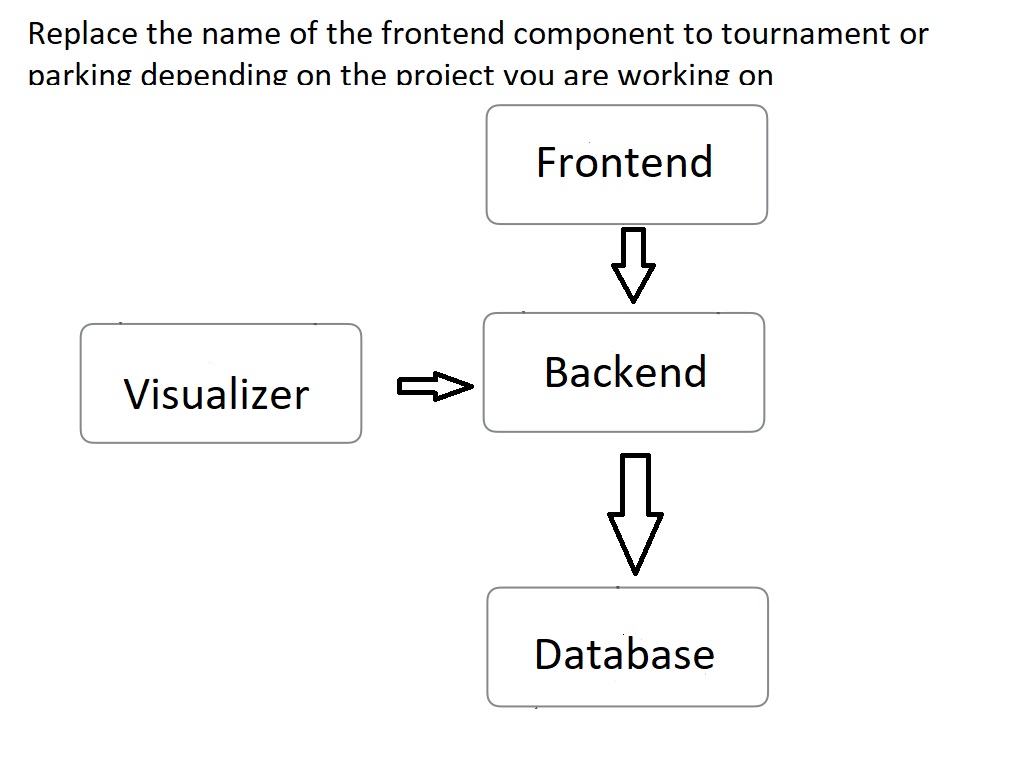 Replace the name of the frontend component to tournament or
parking depending on the project you are working on
Frontend
Visualizer
Backend
Database